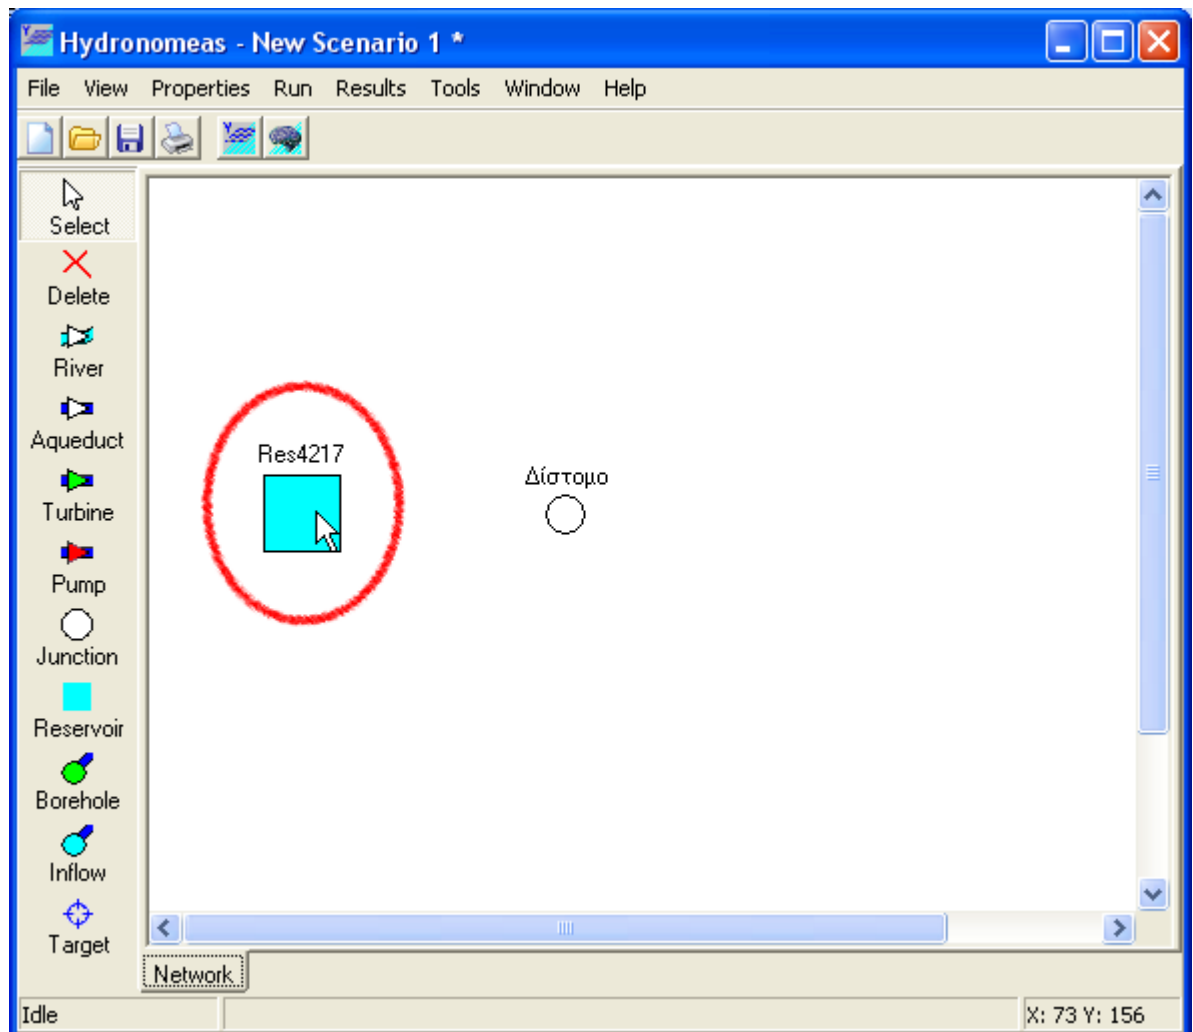 Hydronomeas - New Scenario 1 *
File View Properties Run Results Tools Window Help
Select
Delete
River
Aqueduct
Turbine
Pump
Junction
Reservoir
Borehole
Inflow
Target
Res4217
Δίστομο
Network
Idle
X: 73 Y: 156